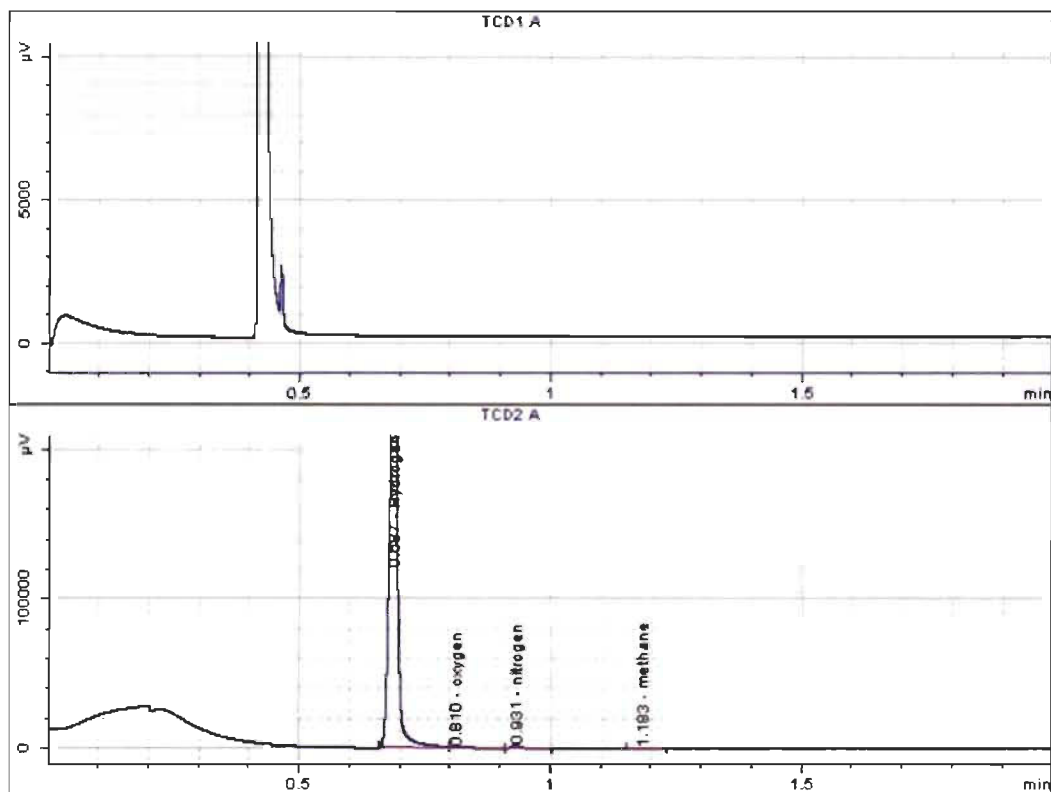 TCD1 A
µV
5000
0
0.5
1
1.5
min
TCD2 A
µV
100000
0
hydrogen
0.810 - oxygen
0.931 - nitrogen
1.183 - methane
0.5
1
1.5
min